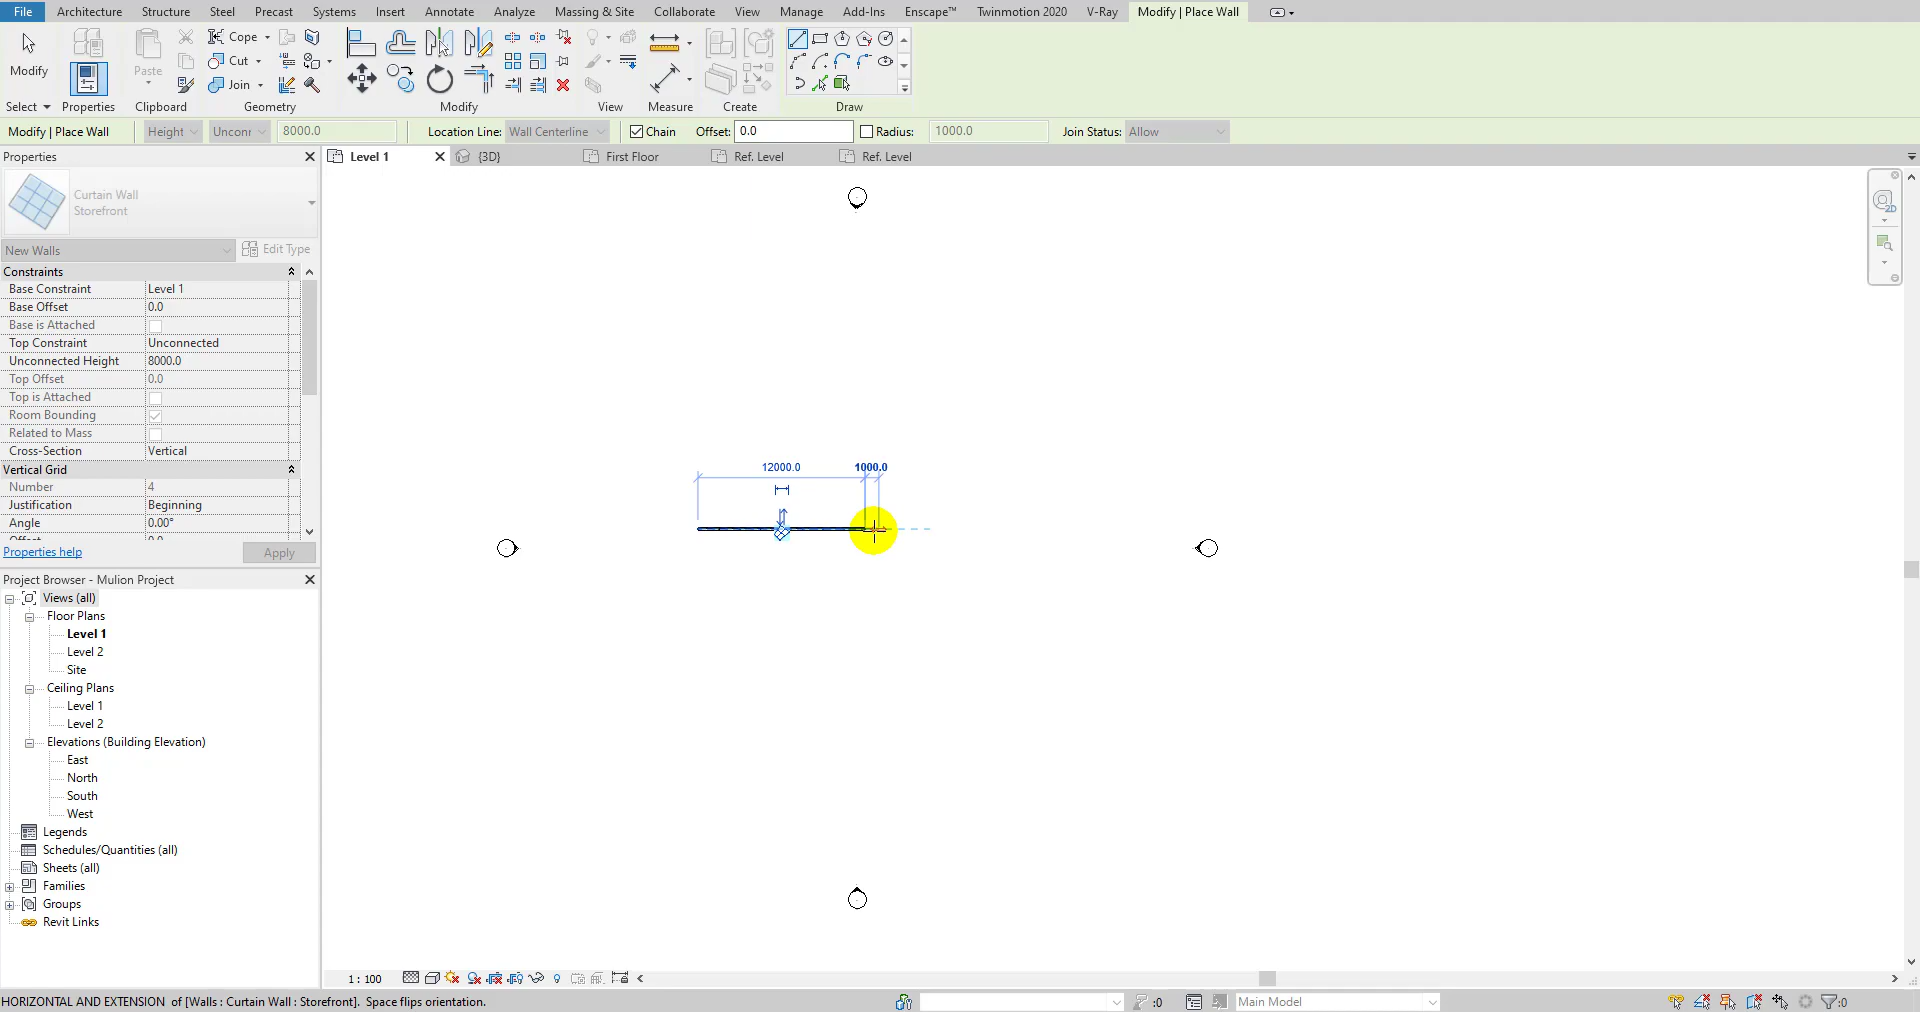 File Architecture Structure Steel Precast Systems Insert Annotate Analyze Massing & Site Collaborate View Manage Add-Ins Enscape™ Twinmotion 2020 V-Ray Modify | Place Wall
Cope
Cut
Join
Modify
Paste
Select Properties Clipboard Geometry Modify View Measure Create Draw
Modify | Place Wall Height Unconr 8000.0 Location Line: Wall Centerline Chain Offset: 0.0 Radius: 1000.0 Join Status: Allow
Properties
Level 1 {3D} First Floor Ref. Level Ref. Level
Curtain Wall
Storefront
New Walls Edit Type
Constraints
Base Constraint Level 1
Base Offset 0.0
Base is Attached
Top Constraint Unconnected
Unconnected Height 8000.0
Top Offset 0.0
Top is Attached
Room Bounding
Related to Mass
Cross-Section Vertical
Vertical Grid
Number 4
Justification Beginning
Angle 0.00°
Properties help Apply
12000.0 1000.0
2D
Project Browser - Mulion Project
Views (all)
Floor Plans
Level 1
Level 2
Site
Ceiling Plans
Level 1
Level 2
Elevations (Building Elevation)
East
North
South
West
Legends
Schedules/Quantities (all)
Sheets (all)
Families
Groups
Revit Links
1 : 100
HORIZONTAL AND EXTENSION of [Walls : Curtain Wall : Storefront]. Space flips orientation. :0 Main Model :0